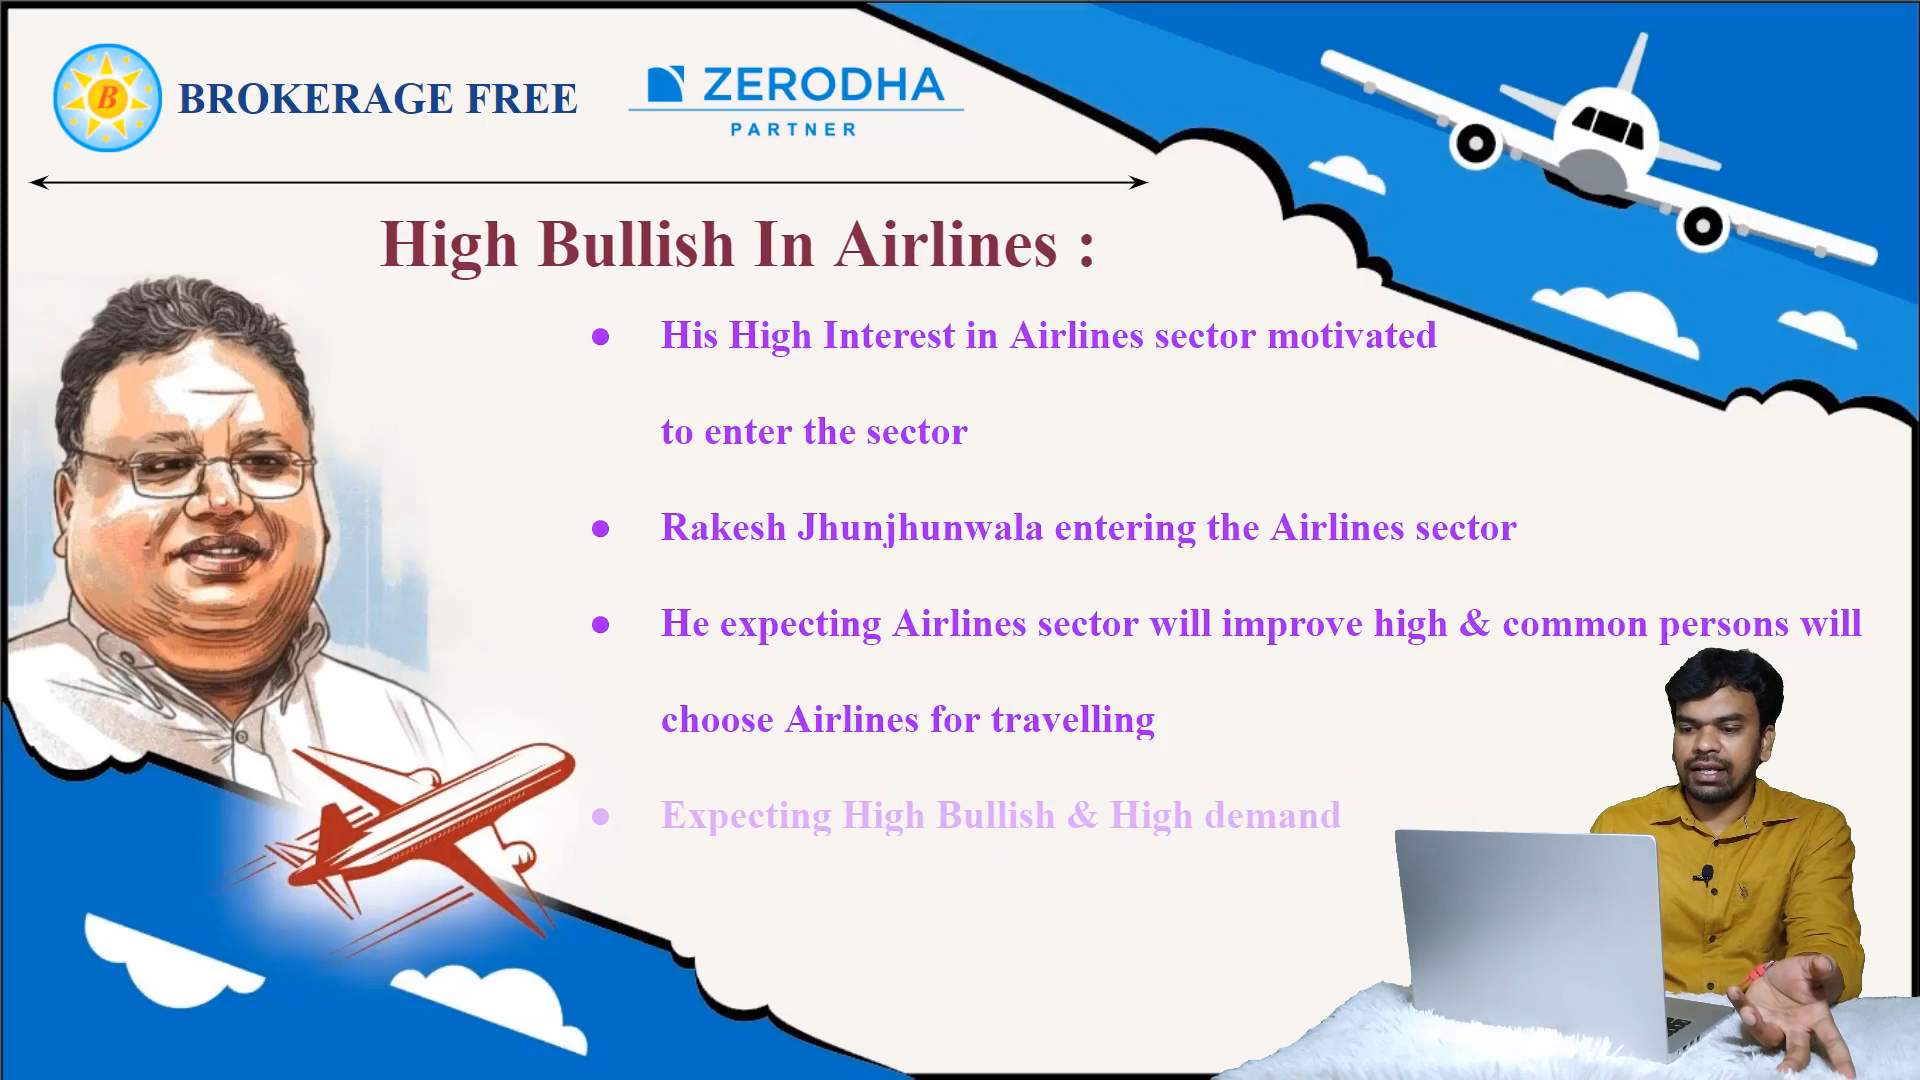 B
BROKERAGE FREE
ZERODHA
PARTNER
High Bullish In Airlines :
● His High Interest in Airlines sector motivated
to enter the sector
● Rakesh Jhunjhunwala entering the Airlines sector
● He expecting Airlines sector will improve high & common persons will
choose Airlines for travelling
● Expecting High Bullish & High demand